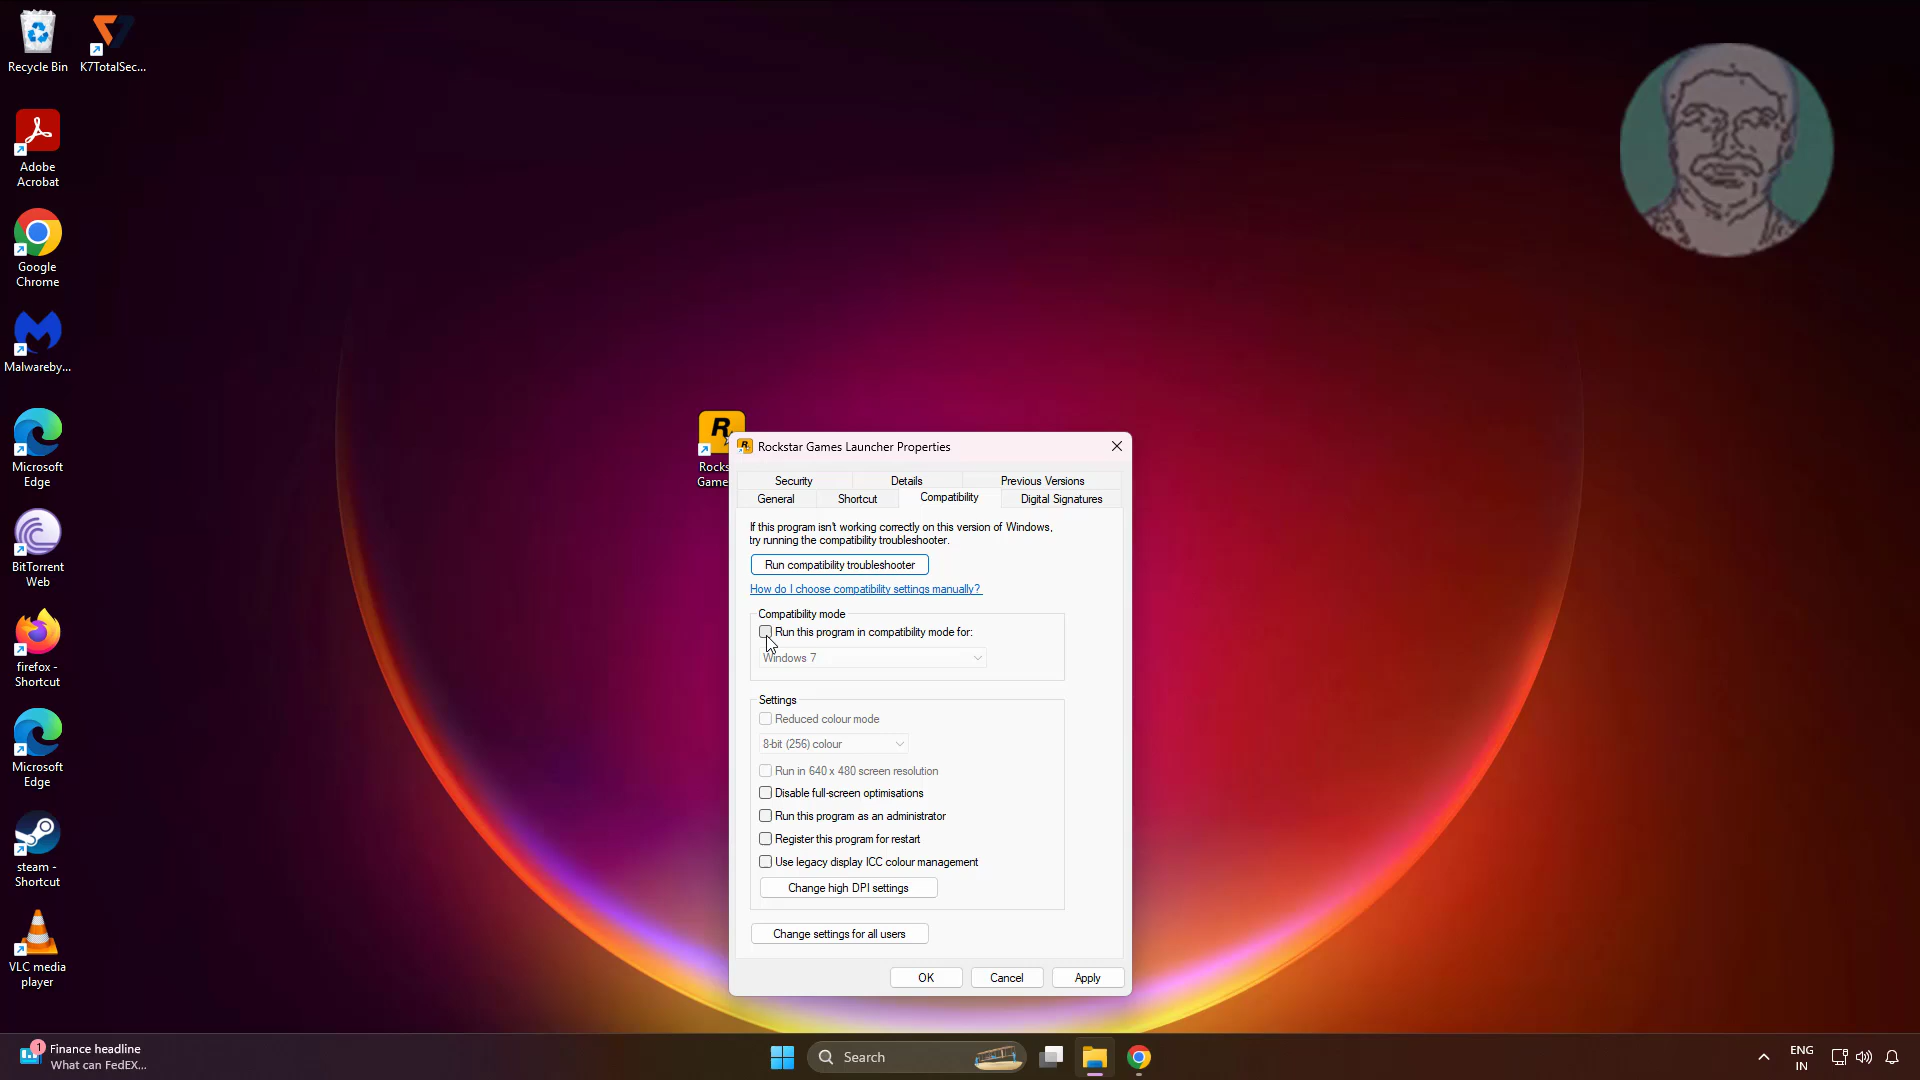 Recycle Bin
K7TotalSec...
Adobe
Acrobat
Google
Chrome
Malwareby...
Microsoft
Edge
BitTorrent
Web
firefox -
Shortcut
Microsoft
Edge
steam -
Shortcut
VLC media
player
Rockstar Games Launcher Properties
Security
Details
Previous Versions
General
Shortcut
Compatibility
Digital Signatures
If this program isn't working correctly on this version of Windows,
try running the compatibility troubleshooter.
Run compatibility troubleshooter
How do I choose compatibility settings manually?
Compatibility mode
Run this program in compatibility mode for:
Windows 7
Settings
Reduced colour mode
8-bit (256) colour
Run in 640 x 480 screen resolution
Disable full-screen optimisations
Run this program as an administrator
Register this program for restart
Use legacy display ICC colour management
Change high DPI settings
Change settings for all users
OK
Cancel
Apply
1
Finance headline
What can FedEX...
Search
ENG
IN